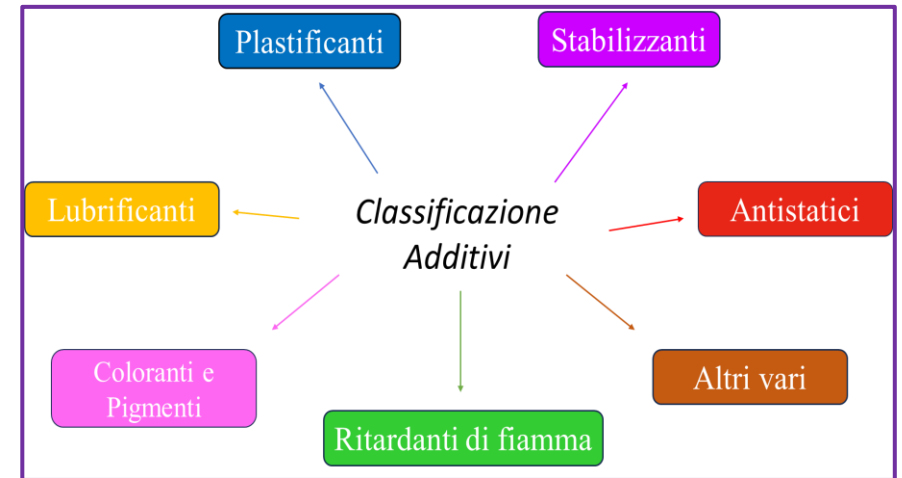 Plastificanti
Stabilizzanti
Lubrificanti
Classificazione
Additivi
Antistatici
Coloranti e
Pigmenti
Altri vari
Ritardanti di fiamma